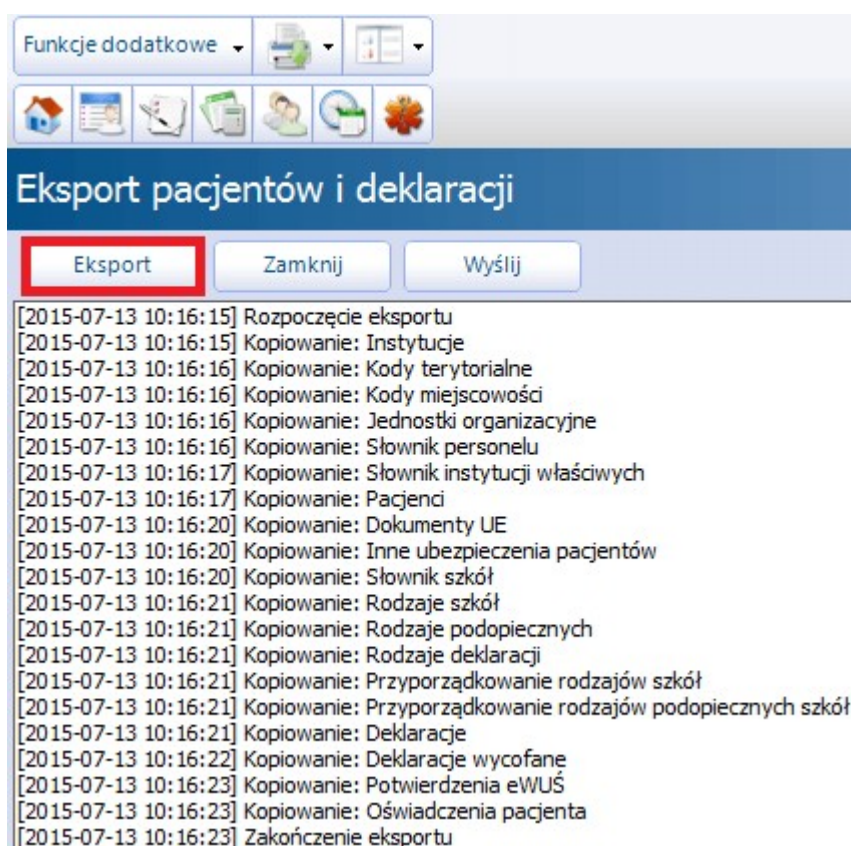 Funkcje dodatkowe
Eksport pacjentów i deklaracji
Eksport Zamknij Wyślij
[2015-07-13 10:16:15] Rozpoczęcie eksportu
[2015-07-13 10:16:15] Kopiowanie: Instytucje
[2015-07-13 10:16:16] Kopiowanie: Kody terytorialne
[2015-07-13 10:16:16] Kopiowanie: Kody miejscowości
[2015-07-13 10:16:16] Kopiowanie: Jednostki organizacyjne
[2015-07-13 10:16:16] Kopiowanie: Słownik personelu
[2015-07-13 10:16:17] Kopiowanie: Słownik instytucji właściwych
[2015-07-13 10:16:17] Kopiowanie: Pacjenci
[2015-07-13 10:16:20] Kopiowanie: Dokumenty UE
[2015-07-13 10:16:20] Kopiowanie: Inne ubezpieczenia pacjentów
[2015-07-13 10:16:20] Kopiowanie: Słownik szkół
[2015-07-13 10:16:21] Kopiowanie: Rodzaje szkół
[2015-07-13 10:16:21] Kopiowanie: Rodzaje podopiecznych
[2015-07-13 10:16:21] Kopiowanie: Rodzaje deklaracji
[2015-07-13 10:16:21] Kopiowanie: Przyporządkowanie rodzajów szkół
[2015-07-13 10:16:21] Kopiowanie: Przyporządkowanie rodzajów podopiecznych szkół
[2015-07-13 10:16:21] Kopiowanie: Deklaracje
[2015-07-13 10:16:22] Kopiowanie: Deklaracje wycofane
[2015-07-13 10:16:23] Kopiowanie: Potwierdzenia eWUŚ
[2015-07-13 10:16:23] Kopiowanie: Oświadczenia pacjenta
[2015-07-13 10:16:23] Zakończenie eksportu